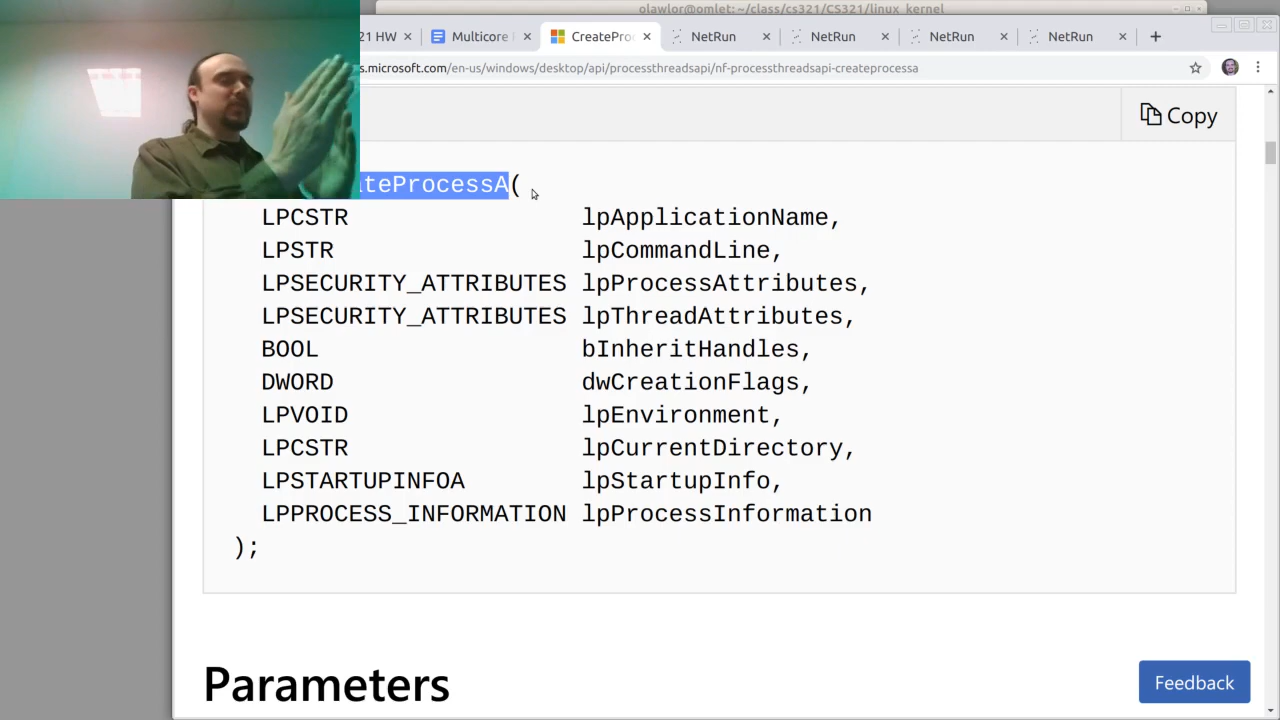 olawlor@omlet: ~/class/cs321/CS321/linux_kernel
21 HW
Multicore
CreatePro
NetRun
NetRun
NetRun
NetRun
s.microsoft.com/en-us/windows/desktop/api/processthreadsapi/nf-processthreadsapi-createprocessa
Copy
ateProcessA(
LPCSTR lpApplicationName,
LPSTR lpCommandLine,
LPSECURITY_ATTRIBUTES lpProcessAttributes,
LPSECURITY_ATTRIBUTES lpThreadAttributes,
BOOL bInheritHandles,
DWORD dwCreationFlags,
LPVOID lpEnvironment,
LPCSTR lpCurrentDirectory,
LPSTARTUPINFOA lpStartupInfo,
LPPROCESS_INFORMATION lpProcessInformation
);
Parameters
Feedback